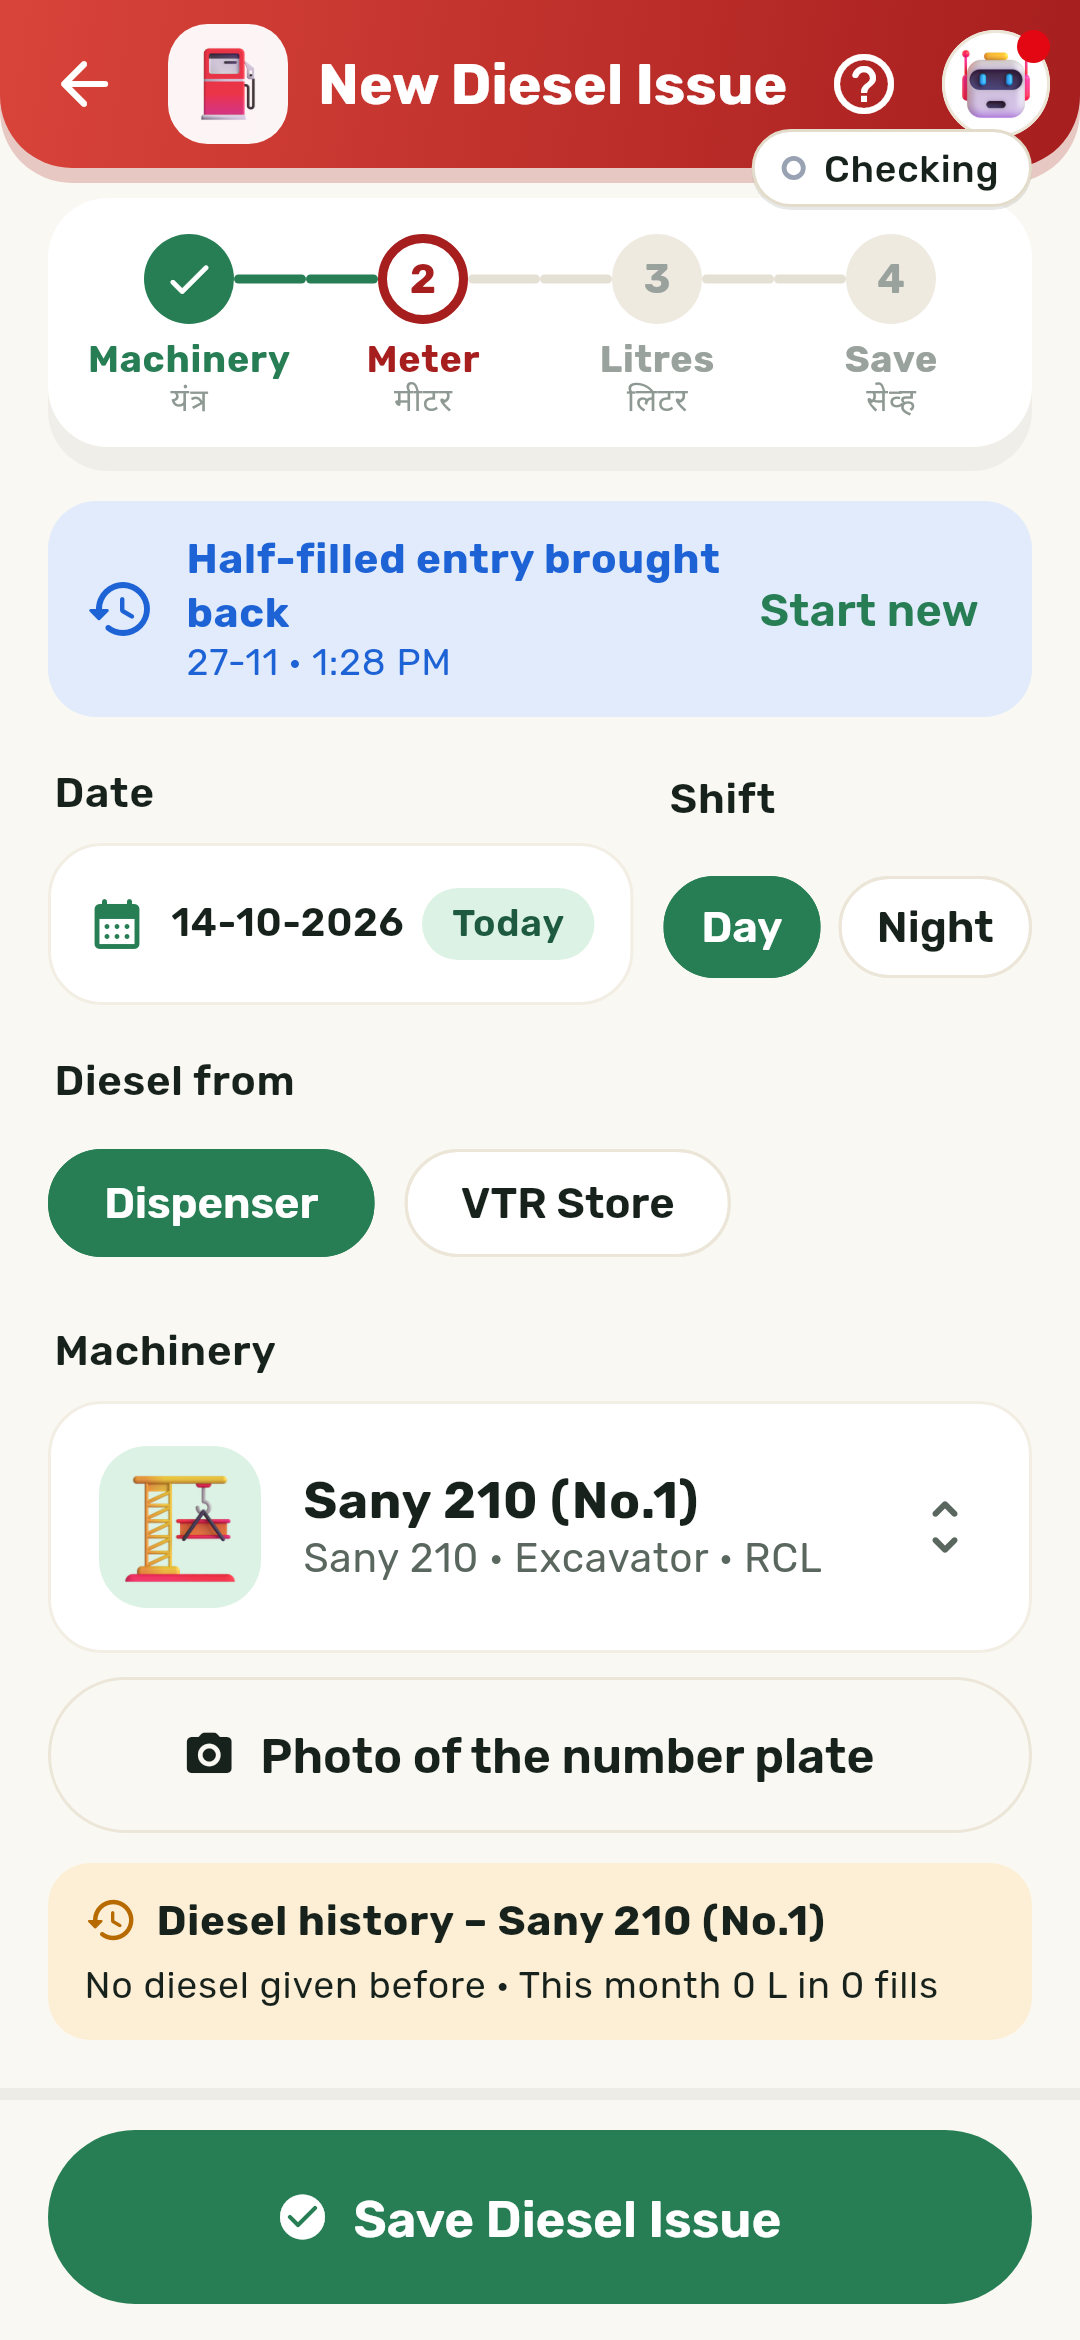 New Diesel Issue
Checking
2
3
4
Machinery
Meter
Litres
Save
यंत्र
मीटर
लिटर
सेव्ह
Half-filled entry brought
back
27-11 • 1:28 PM
Start new
Date
Shift
14-10-2026
Today
Day
Night
Diesel from
Dispenser
VTR Store
Machinery
Sany 210 (No.1)
Sany 210 • Excavator • RCL
Photo of the number plate
Diesel history – Sany 210 (No.1)
No diesel given before • This month 0 L in 0 fills
Save Diesel Issue